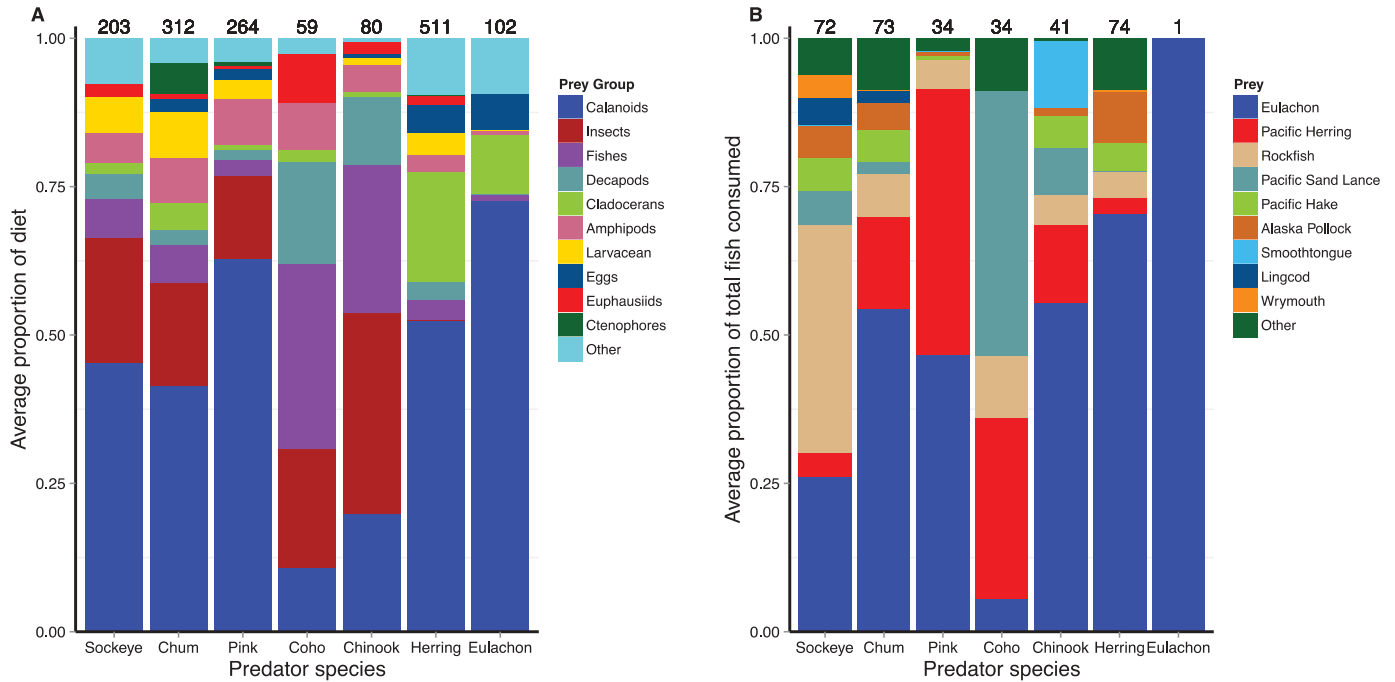 A
203 312 264 59 80 511 102
1.00
0.75
0.50
0.25
0.00
Average proportion of diet
Sockeye Chum Pink Coho Chinook Herring Eulachon
Predator species
Prey Group
Calanoids
Insects
Fishes
Decapods
Cladocerans
Amphipods
Larvacean
Eggs
Euphausiids
Ctenophores
Other
B
72 73 34 34 41 74 1
1.00
0.75
0.50
0.25
0.00
Average proportion of total fish consumed
Sockeye Chum Pink Coho Chinook Herring Eulachon
Predator species
Prey
Eulachon
Pacific Herring
Rockfish
Pacific Sand Lance
Pacific Hake
Alaska Pollock
Smoothtongue
Lingcod
Wrymouth
Other